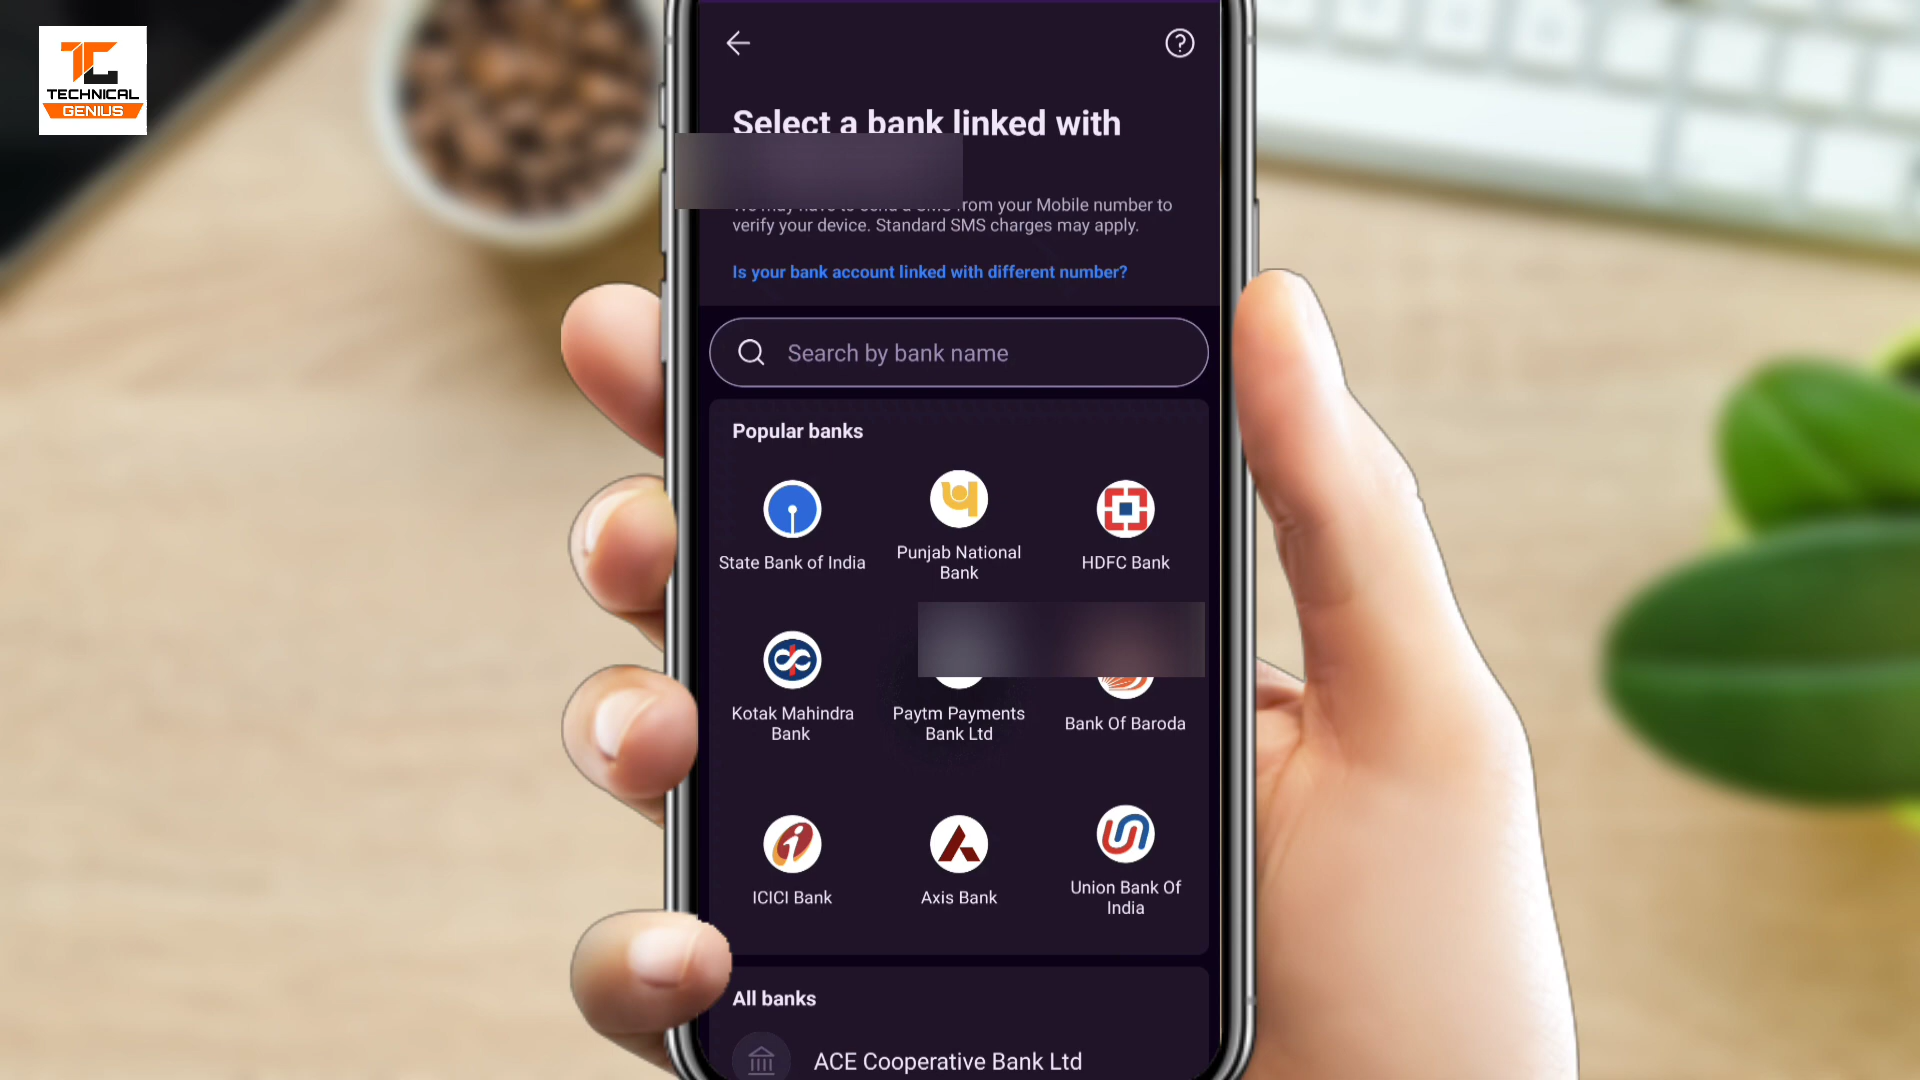 TECHNICAL
GENIUS
Select a bank linked with
from your Mobile number to
verify your device. Standard SMS charges may apply.
Is your bank account linked with different number?
Search by bank name
Popular banks
State Bank of India
Punjab National
Bank
HDFC Bank
Kotak Mahindra
Bank
Paytm Payments
Bank Ltd
Bank Of Baroda
ICICI Bank
Axis Bank
Union Bank Of
India
All banks
ACE Cooperative Bank Ltd